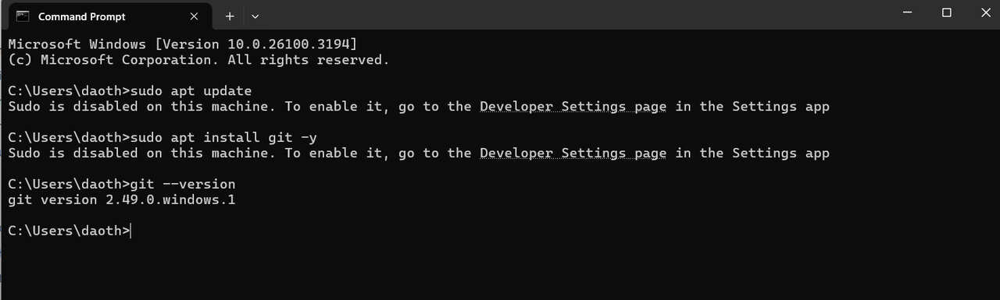 Command Prompt
Microsoft Windows [Version 10.0.26100.3194]
(c) Microsoft Corporation. All rights reserved.
C:\Users\daoth>sudo apt update
Sudo is disabled on this machine. To enable it, go to the Developer Settings page in the Settings app
C:\Users\daoth>sudo apt install git -y
Sudo is disabled on this machine. To enable it, go to the Developer Settings page in the Settings app
C:\Users\daoth>git --version
git version 2.49.0.windows.1
C:\Users\daoth>